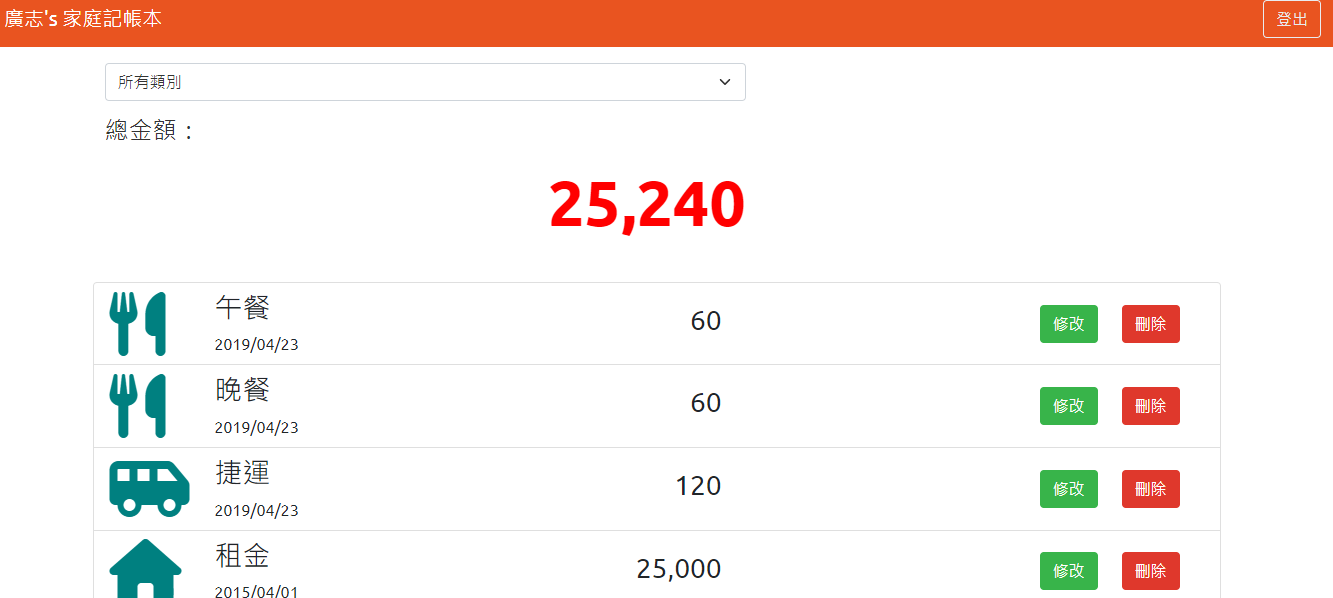 廣志's 家庭記帳本
登出
所有類別
總金額：
25,240
午餐
60
修改
刪除
2019/04/23
晚餐
60
修改
刪除
2019/04/23
捷運
120
修改
刪除
2019/04/23
租金
25,000
修改
刪除
2015/04/01